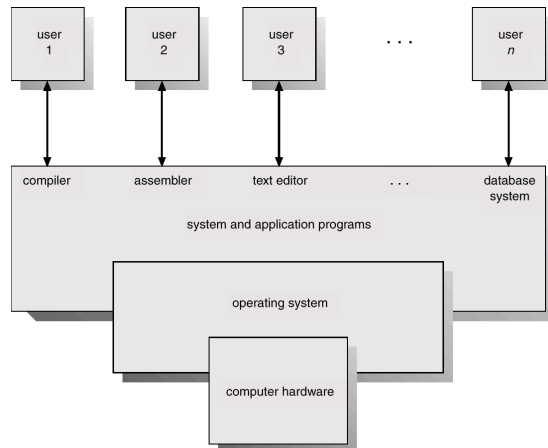 user
1
user
2
user
3
. . .
user
n
compiler
assembler
text editor
. . .
database
system
system and application programs
operating system
computer hardware